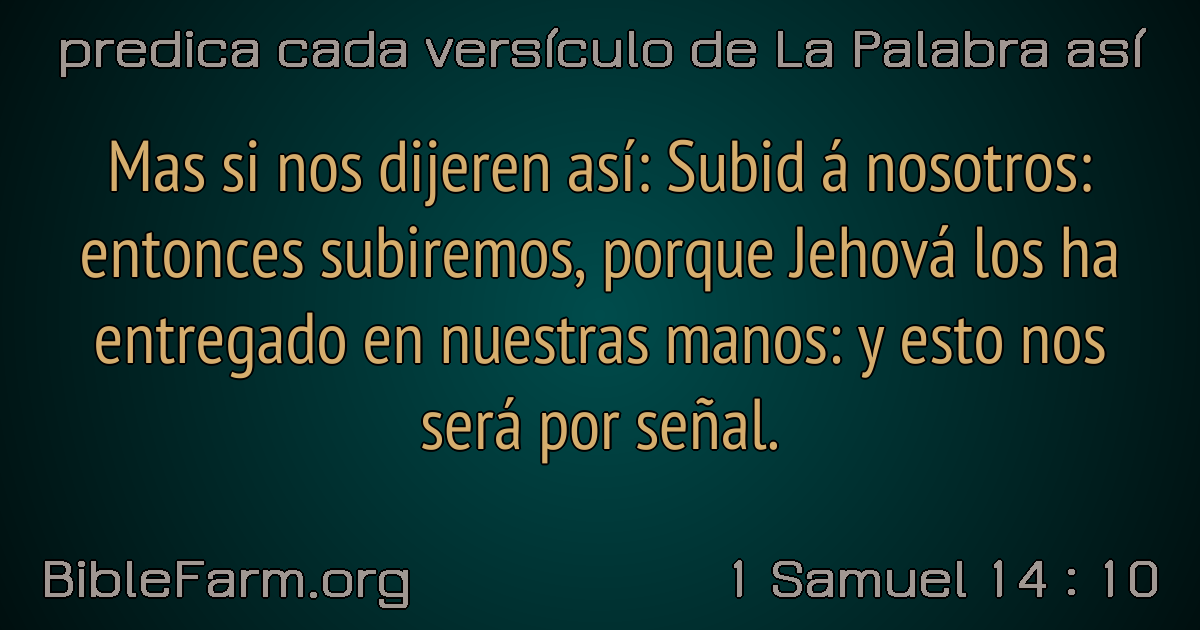 predica cada versículo de La Palabra así
Mas si nos dijeren así: Subid á nosotros:
entonces subiremos, porque Jehová los ha
entregado en nuestras manos: y esto nos
será por señal.
BibleFarm.org
1 Samuel 14 : 10